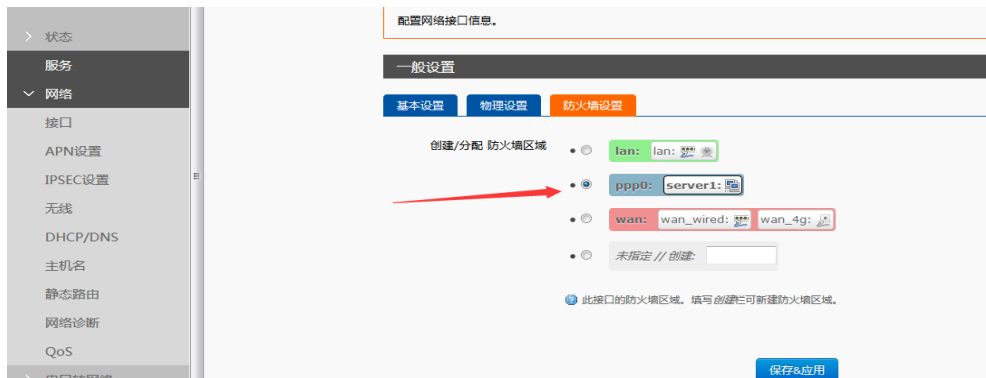 配置网络接口信息。
状态
服务
网络
接口
APN设置
IPSEC设置
无线
DHCP/DNS
主机名
静态路由
网络诊断
QoS
串口转网络
一般设置
基本设置 物理设置 防火墙设置
创建/分配 防火墙区域
lan: lan:
ppp0: server1:
wan: wan_wired: wan_4g:
未指定 // 创建:
此接口的防火墙区域。填写创建栏可新建防火墙区域。
保存&应用